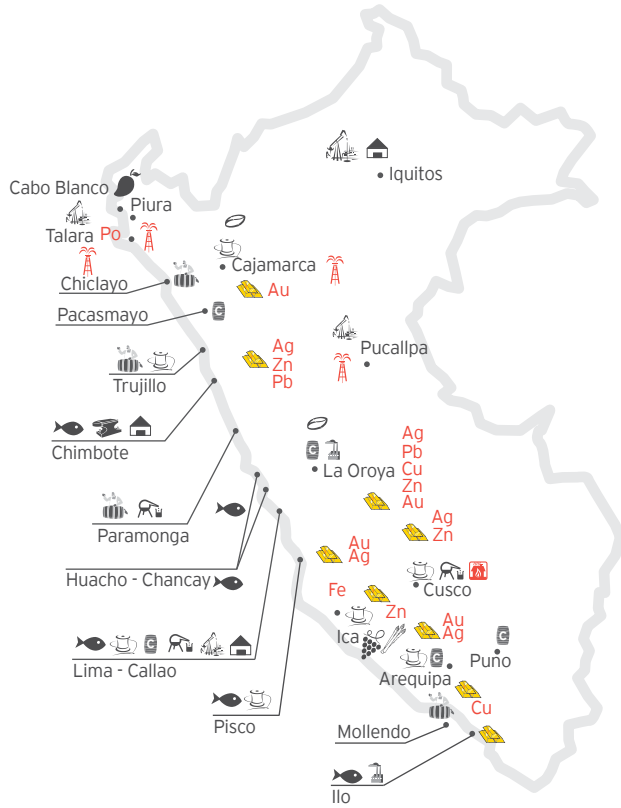 Iquitos
Cabo Blanco
Piura
Talara Po
Cajamarca
Chiclayo
Au
Pacasmayo
C
Ag
Zn
Pb
Pucallpa
Trujillo
Chimbote
Ag
Pb
Cu
Zn
Au
C
La Oroya
Ag
Zn
Paramonga
Au
Ag
Huacho - Chancay
Cusco
Fe
Zn
Au
Ag
Ica
C
Puno
C
Arequipa
C
Lima - Callao
Cu
Pisco
Mollendo
Ilo